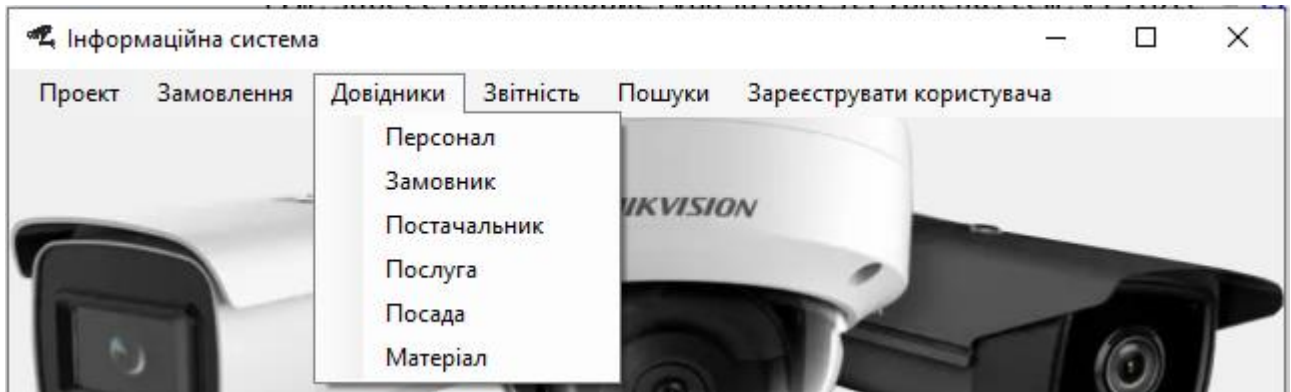 Інформаційна система
Проект Замовлення Довідники Звітність Пошуки Зареєструвати користувача
Персонал
Замовник
IKVISION
Постачальник
Послуга
Посада
Матеріал